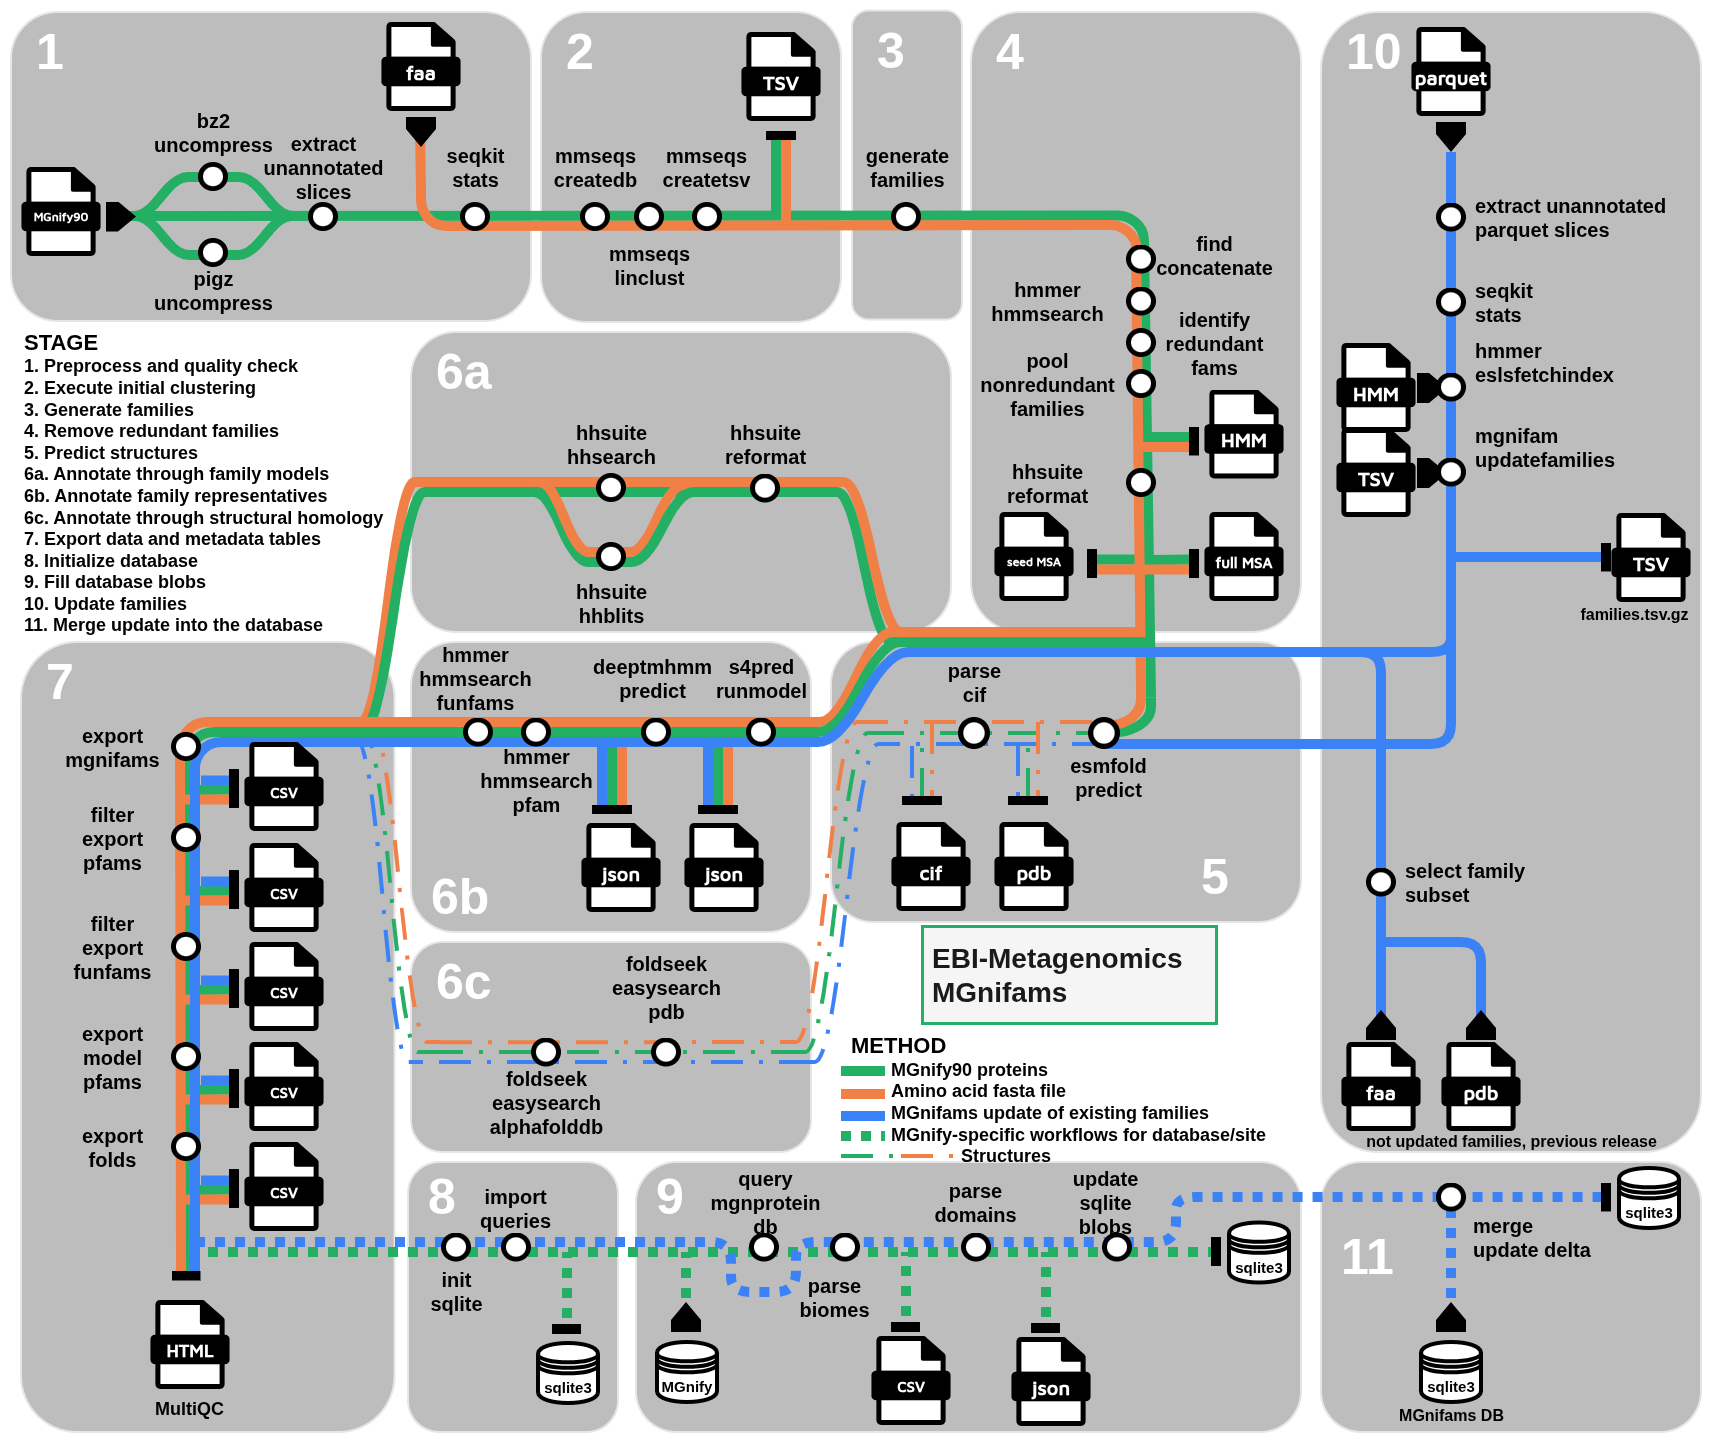 1
faa
bz2
uncompress
extract
unannotated
slices
seqkit
stats
MGnify90
pigz
uncompress
2
TSV
mmseqs
createdb
mmseqs
createtsv
mmseqs
linclust
3
generate
families
4
find
concatenate
hmmer
hmmsearch
identify
redundant
fams
pool
nonredundant
families
HMM
hhsuite
reformat
seed MSA
full MSA
10
parquet
extract unannotated
parquet slices
seqkit
stats
hmmer
eslsfetchindex
HMM
mgnifam
updatefamilies
TSV
TSV
families.tsv.gz
select family
subset
faa
pdb
not updated families, previous release
STAGE
1. Preprocess and quality check
2. Execute initial clustering
3. Generate families
4. Remove redundant families
5. Predict structures
6a. Annotate through family models
6b. Annotate family representatives
6c. Annotate through structural homology
7. Export data and metadata tables
8. Initialize database
9. Fill database blobs
10. Update families
11. Merge update into the database
6a
hhsuite
hhsearch
hhsuite
reformat
hhsuite
hhblits
7
export
mgnifams
CSV
filter
export
pfams
CSV
filter
export
funfams
CSV
export
model
pfams
CSV
export
folds
CSV
HTML
MultiQC
hmmer
hmmsearch
funfams
deeptmhmm
predict
s4pred
runmodel
hmmer
hmmsearch
pfam
json
json
6b
parse
cif
esmfold
predict
cif
pdb
5
6c
foldseek
easysearch
pdb
foldseek
easysearch
alphafolddb
EBI-Metagenomics
MGnifams
METHOD
MGnify90 proteins
Amino acid fasta file
MGnifams update of existing families
MGnify-specific workflows for database/site
Structures
8
import
queries
init
sqlite
sqlite3
9
query
mgnprotein
db
parse
domains
update
sqlite
blobs
parse
biomes
sqlite3
MGnify
CSV
json
11
merge
update delta
sqlite3
sqlite3
MGnifams DB